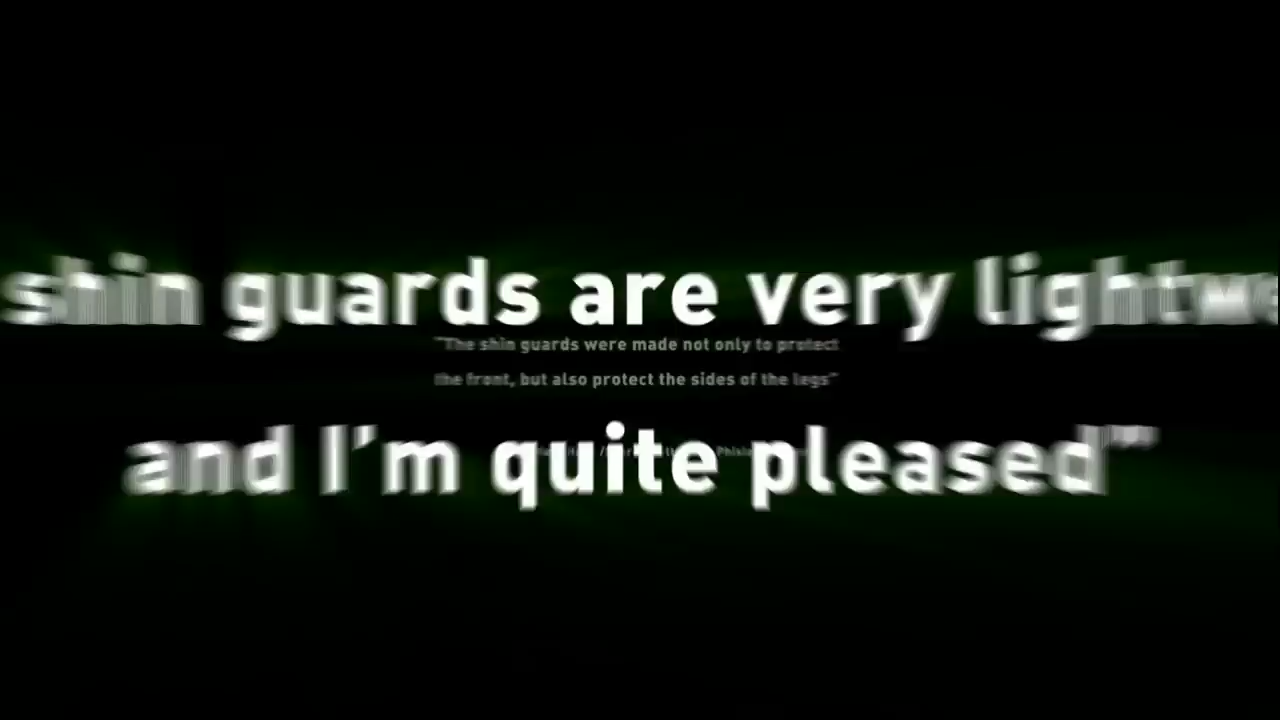 shin guards are very lightwe
"The shin guards were made not only to protect
the front, but also protect the sides of the legs"
and I'm quite pleased"